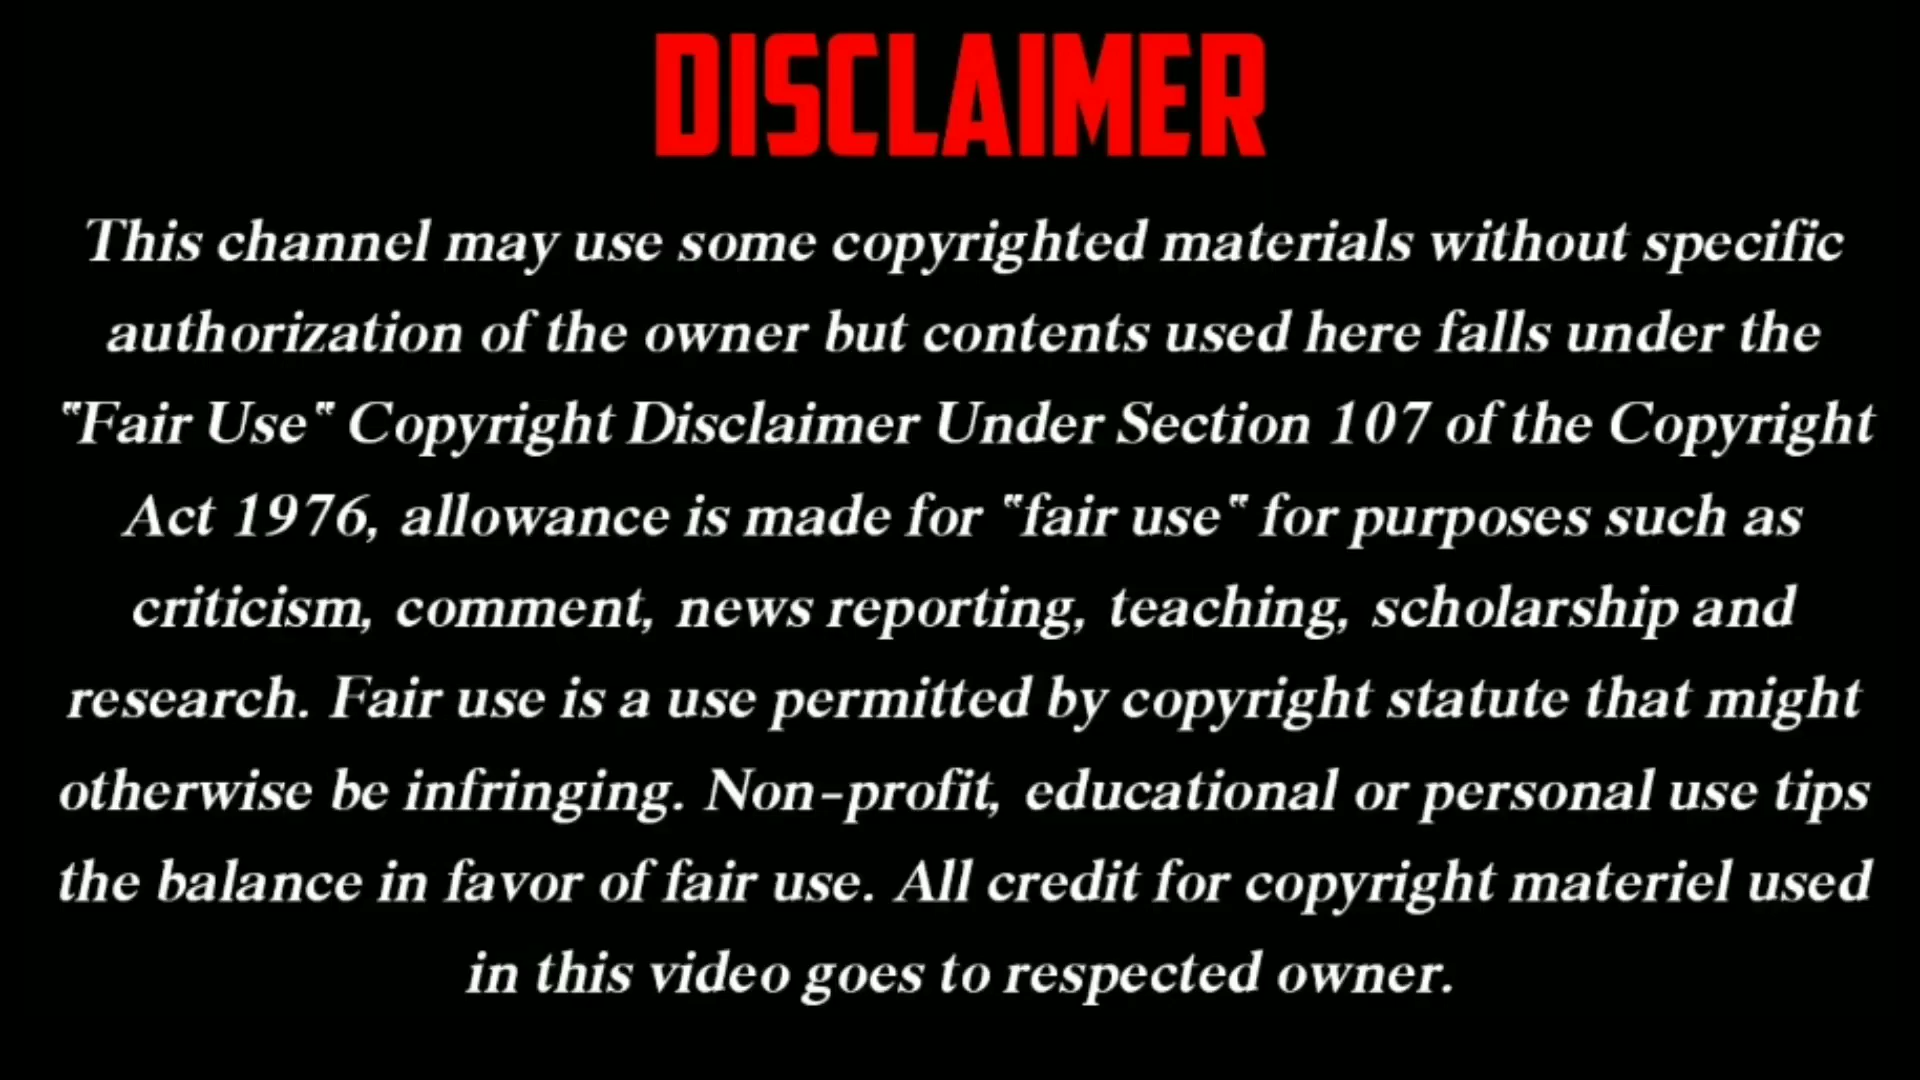 DISCLAIMER
This channel may use some copyrighted materials without specific
authorization of the owner but contents used here falls under the
"Fair Use" Copyright Disclaimer Under Section 107 of the Copyright
Act 1976, allowance is made for "fair use" for purposes such as
criticism, comment, news reporting, teaching, scholarship and
research. Fair use is a use permitted by copyright statute that might
otherwise be infringing. Non-profit, educational or personal use tips
the balance in favor of fair use. All credit for copyright materiel used
in this video goes to respected owner.